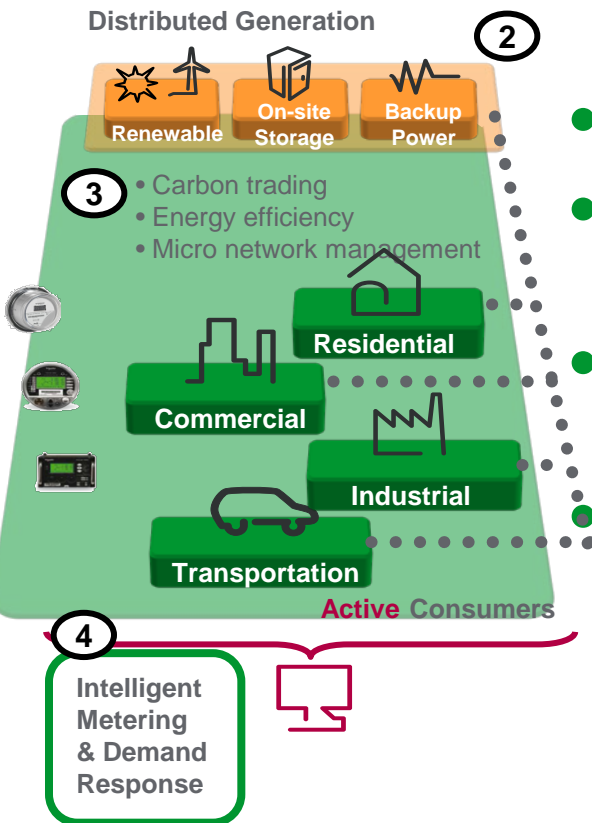 Distributed Generation
2
Renewable
On-site
Storage
Backup
Power
3
• Carbon trading
• Energy efficiency
• Micro network management
Residential
Commercial
Industrial
Transportation
Active Consumers
4
Intelligent
Metering
& Demand
Response